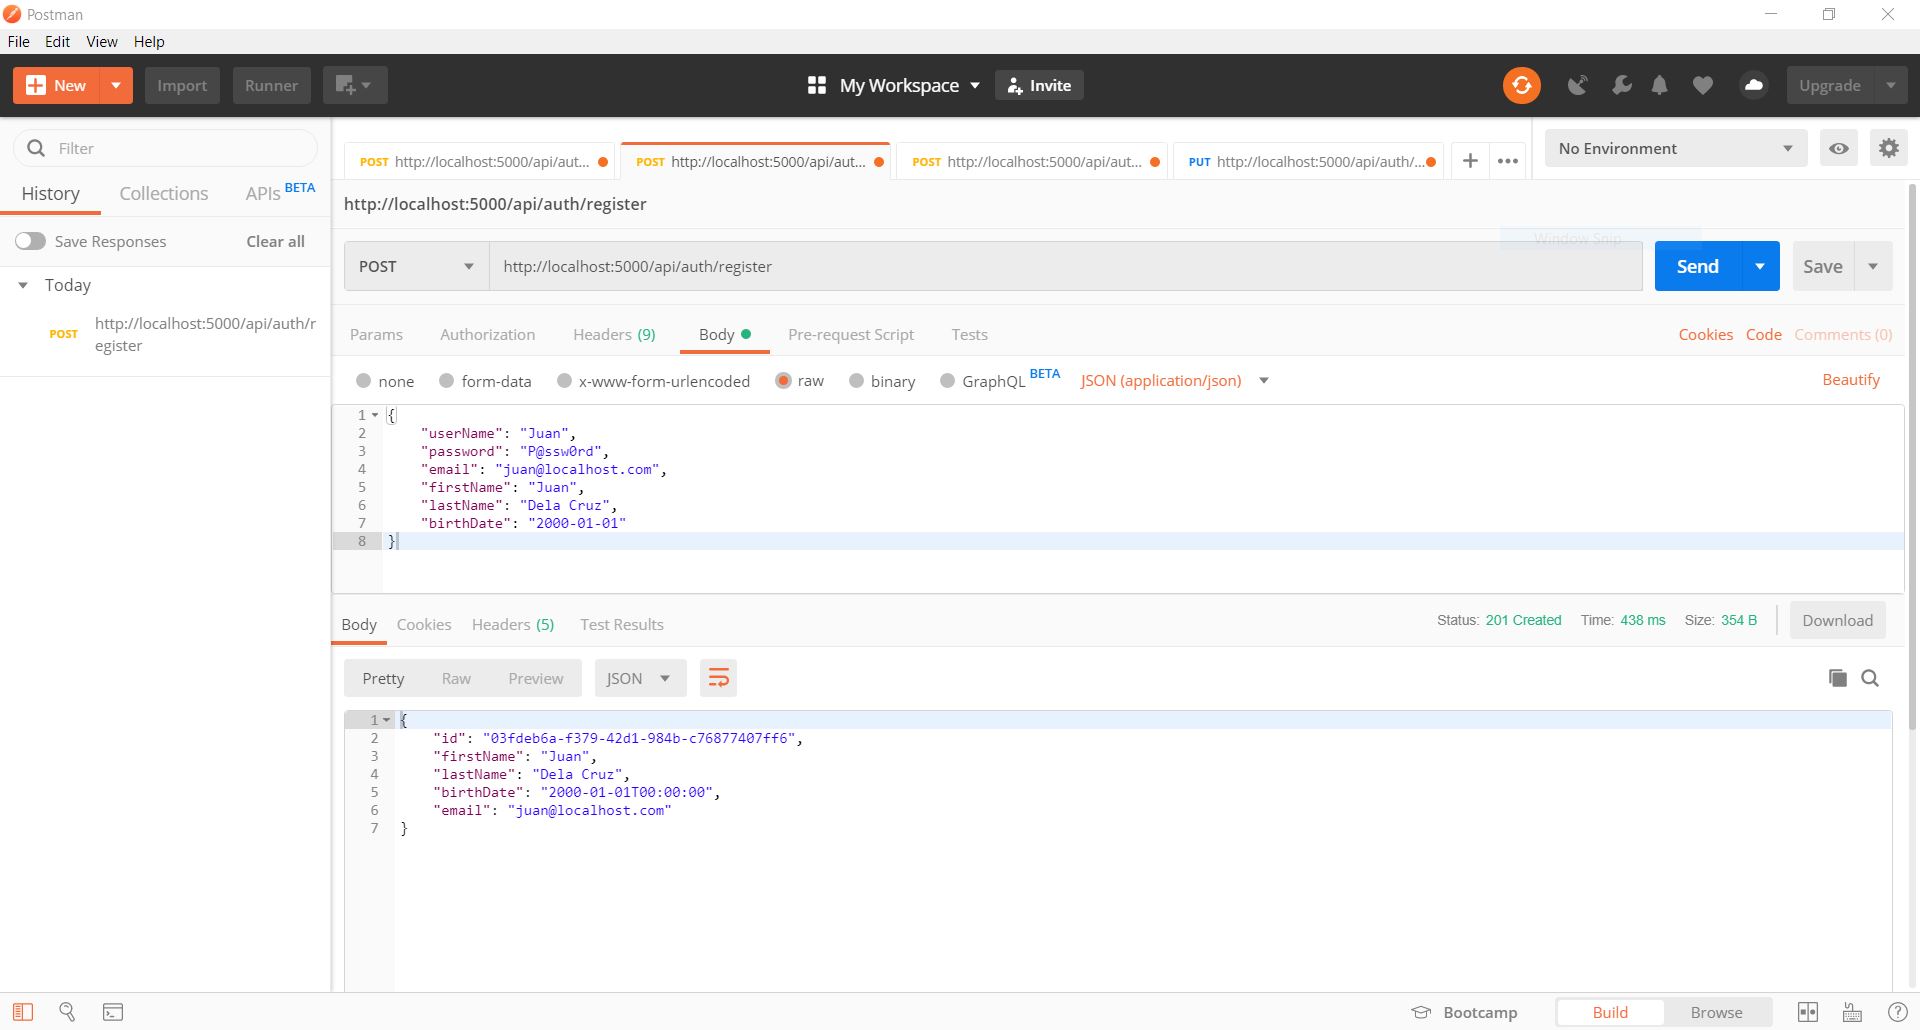 Postman
File Edit View Help
New Import Runner My Workspace Invite Upgrade
Filter
History Collections APIs BETA
Save Responses Clear all
Today
POST http://localhost:5000/api/auth/r
egister
POST http://localhost:5000/api/aut... POST http://localhost:5000/api/aut... POST http://localhost:5000/api/aut... PUT http://localhost:5000/api/auth/... + ••• No Environment
http://localhost:5000/api/auth/register
Window Snip
POST http://localhost:5000/api/auth/register Send Save
Params Authorization Headers (9) Body Pre-request Script Tests Cookies Code Comments (0)
none form-data x-www-form-urlencoded raw binary GraphQL BETA JSON (application/json) Beautify
1 {
2 "userName": "Juan",
3 "password": "P@ssw0rd",
4 "email": "juan@localhost.com",
5 "firstName": "Juan",
6 "lastName": "Dela Cruz",
7 "birthDate": "2000-01-01"
8 }
Body Cookies Headers (5) Test Results Status: 201 Created Time: 438 ms Size: 354 B Download
Pretty Raw Preview JSON
1 {
2 "id": "03fdeb6a-f379-42d1-984b-c76877407ff6",
3 "firstName": "Juan",
4 "lastName": "Dela Cruz",
5 "birthDate": "2000-01-01T00:00:00",
6 "email": "juan@localhost.com"
7 }
Bootcamp Build Browse